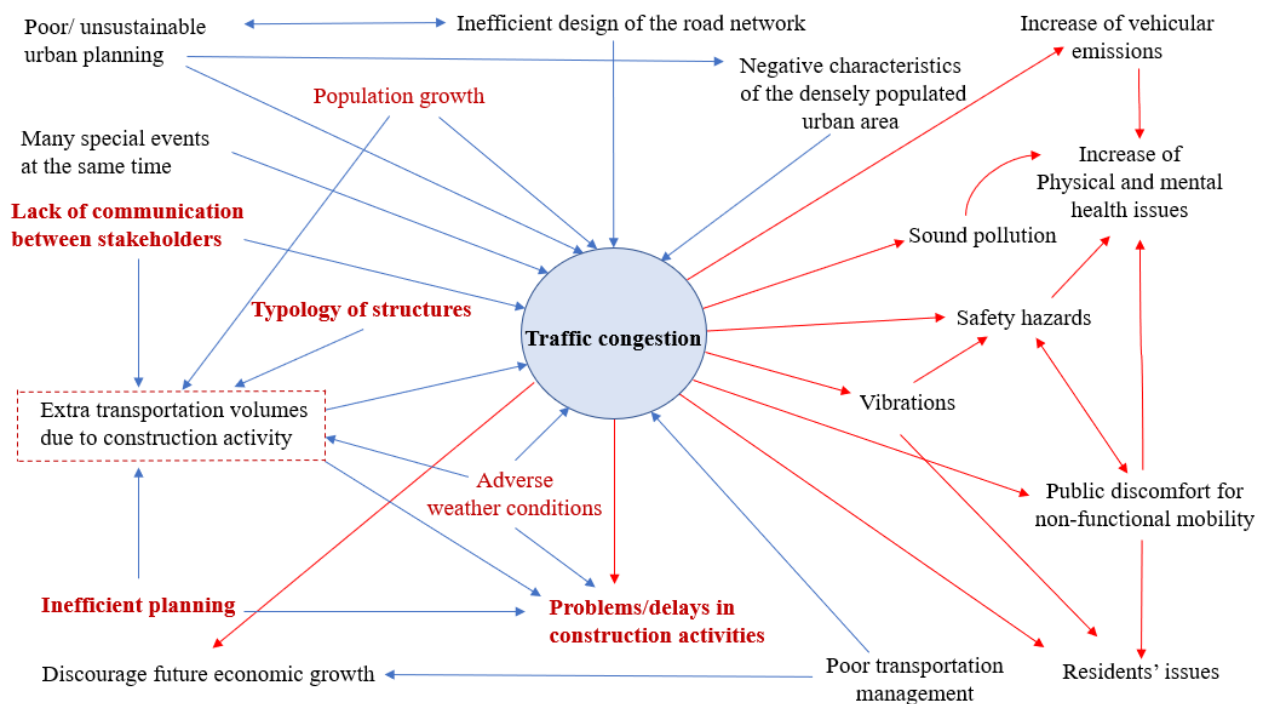 Poor/ unsustainable
urban planning
Inefficient design of the road network
Increase of vehicular
emissions
Negative characteristics
of the densely populated
urban area
Population growth
Many special events
at the same time
Increase of
Physical and mental
health issues
Lack of communication
between stakeholders
Sound pollution
Typology of structures
Safety hazards
Traffic congestion
Extra transportation volumes
due to construction activity
Vibrations
Adverse
weather conditions
Public discomfort for
non-functional mobility
Inefficient planning
Problems/delays in
construction activities
Discourage future economic growth
Poor transportation
management
Residents’ issues